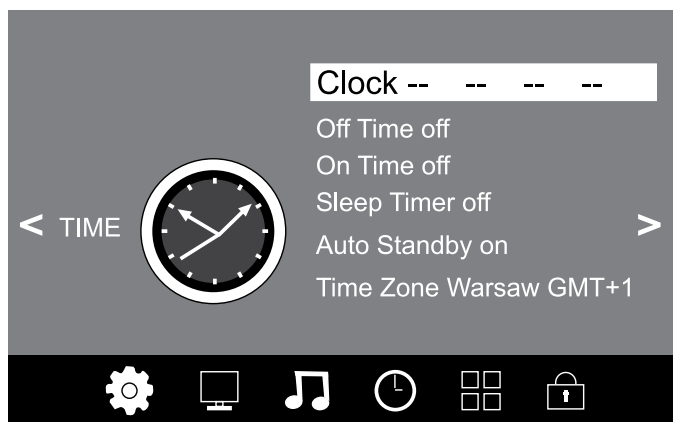 Clock -- -- -- --
Off Time off
On Time off
Sleep Timer off
< TIME >
Auto Standby on
Time Zone Warsaw GMT+1